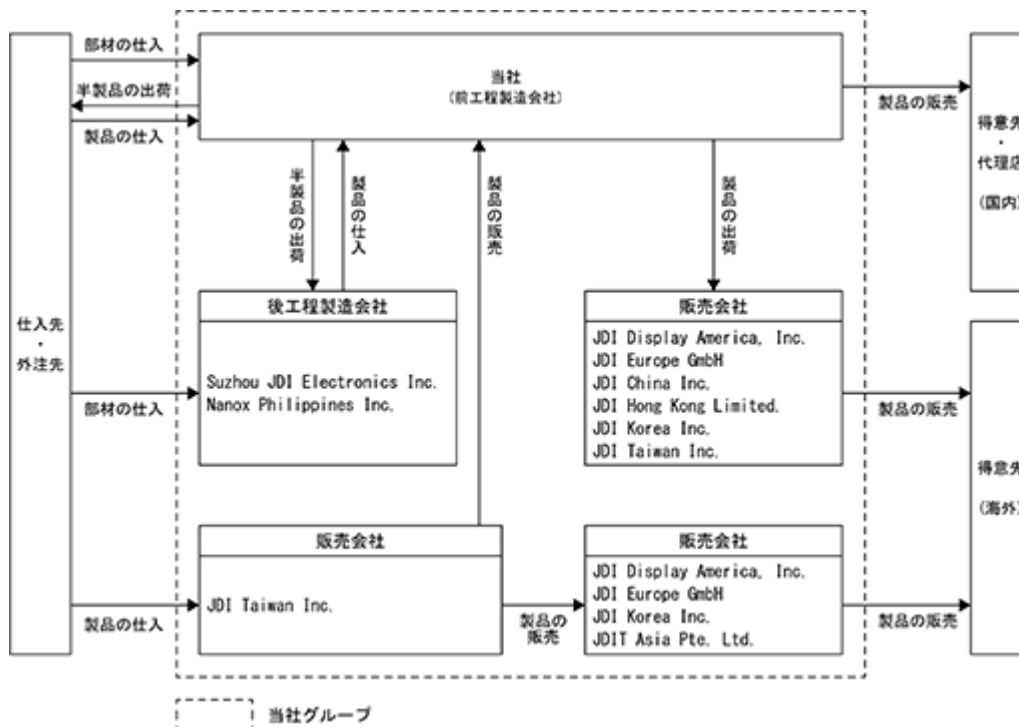 部材の仕入
半製品の出荷
製品の仕入
当社
(前工程製造会社)
製品の販売
得意先
・
代理店
(国内)
半製品の出荷
製品の仕入
製品の販売
製品の出荷
仕入先
・
外注先
後工程製造会社
Suzhou JDI Electronics Inc.
Nanox Philippines Inc.
販売会社
JDI Display America, Inc.
JDI Europe GmbH
JDI China Inc.
JDI Hong Kong Limited.
JDI Korea Inc.
JDI Taiwan Inc.
部材の仕入
製品の販売
得意先
(海外)
販売会社
JDI Taiwan Inc.
製品の仕入
製品の
販売
販売会社
JDI Display America, Inc.
JDI Europe GmbH
JDI Korea Inc.
JDIT Asia Pte. Ltd.
製品の販売
当社グループ